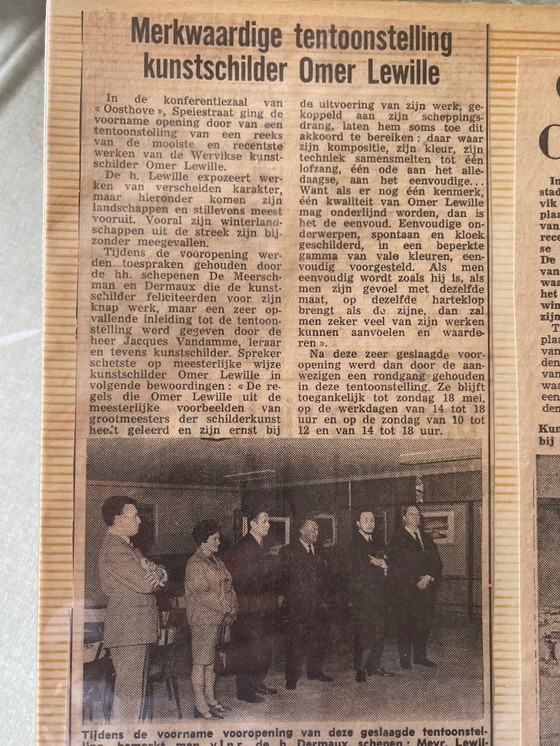 Merkwaardige tentoonstelling
kunstschilder Omer Lewille
In de konferentiezaal van
« Oosthove », Speiestraat ging de
voorname opening door van een
tentoonstelling van een reeks
van de mooiste en recentste
werken van de Wervikse kunst-
schilder Omer Lewille.
De h. Lewille expozeert wer-
ken van verscheiden karakter,
maar hieronder komen zijn
landschappen en stillevens meest
vooruit. Vooral zijn winterland-
schappen uit de streek zijn bij-
zonder meegevallen.
Tijdens de vooropening wer-
den toespraken gehouden door
de hh. schepenen De Meersch-
man en Dermaux die de kunst-
schilder feliciteerden voor zijn
knap werk, maar een zeer op-
vallende inleiding tot de tentoon-
stelling werd gegeven door de
heer Jacques Vandamme, leraar
en tevens kunstschilder. Spreker
schetste op meesterlijke wijze
kunstschilder Omer Lewille in
volgende bewoordingen : « De re-
gels die Omer Lewille uit de
meesterlijke voorbeelden van
grootmeesters der schilderkunst
heeft geleerd en zijn ernst bij
de uitvoering van zijn werk, ge-
koppeld aan zijn scheppings-
drang, laten hem soms toe dit
akkoord te bereiken : daar waar
zijn kompozitie, zijn kleur, zijn
techniek samensmelten tot één
lofzang, één ode aan het alle-
daagse, aan het eenvoudige...
Want als er nog één kenmerk,
één kwaliteit van Omer Lewille
mag onderlijnd worden, dan is
het de eenvoud. Eenvoudige on-
derwerpen, spontaan en kloek
geschilderd, in een beperkte
gamma van vale kleuren, een-
voudig voorgesteld. Als men
eenvoudig wordt zoals hij is, als
men zijn gevoel met dezelfde
maat, op dezelfde harteklop
brengt als de zijne, dan zal
men zeker veel van zijn werken
kunnen aanvoelen en waarde-
ren ».
Na deze zeer geslaagde voor-
opening werd dan door de aan-
wezigen een rondgang gehouden
in deze tentoonstelling. Ze blijft
toegankelijk tot zondag 18 mei,
op de werkdagen van 14 tot 18
uur en op de zondag van 10 tot
12 en van 14 tot 18 uur.
Tijdens de voorname vooropening van deze geslaagde tentoonstel-
ling bemerkt men v.l.n.r. de h. Dermaux schepen; Mevr. Lewil-